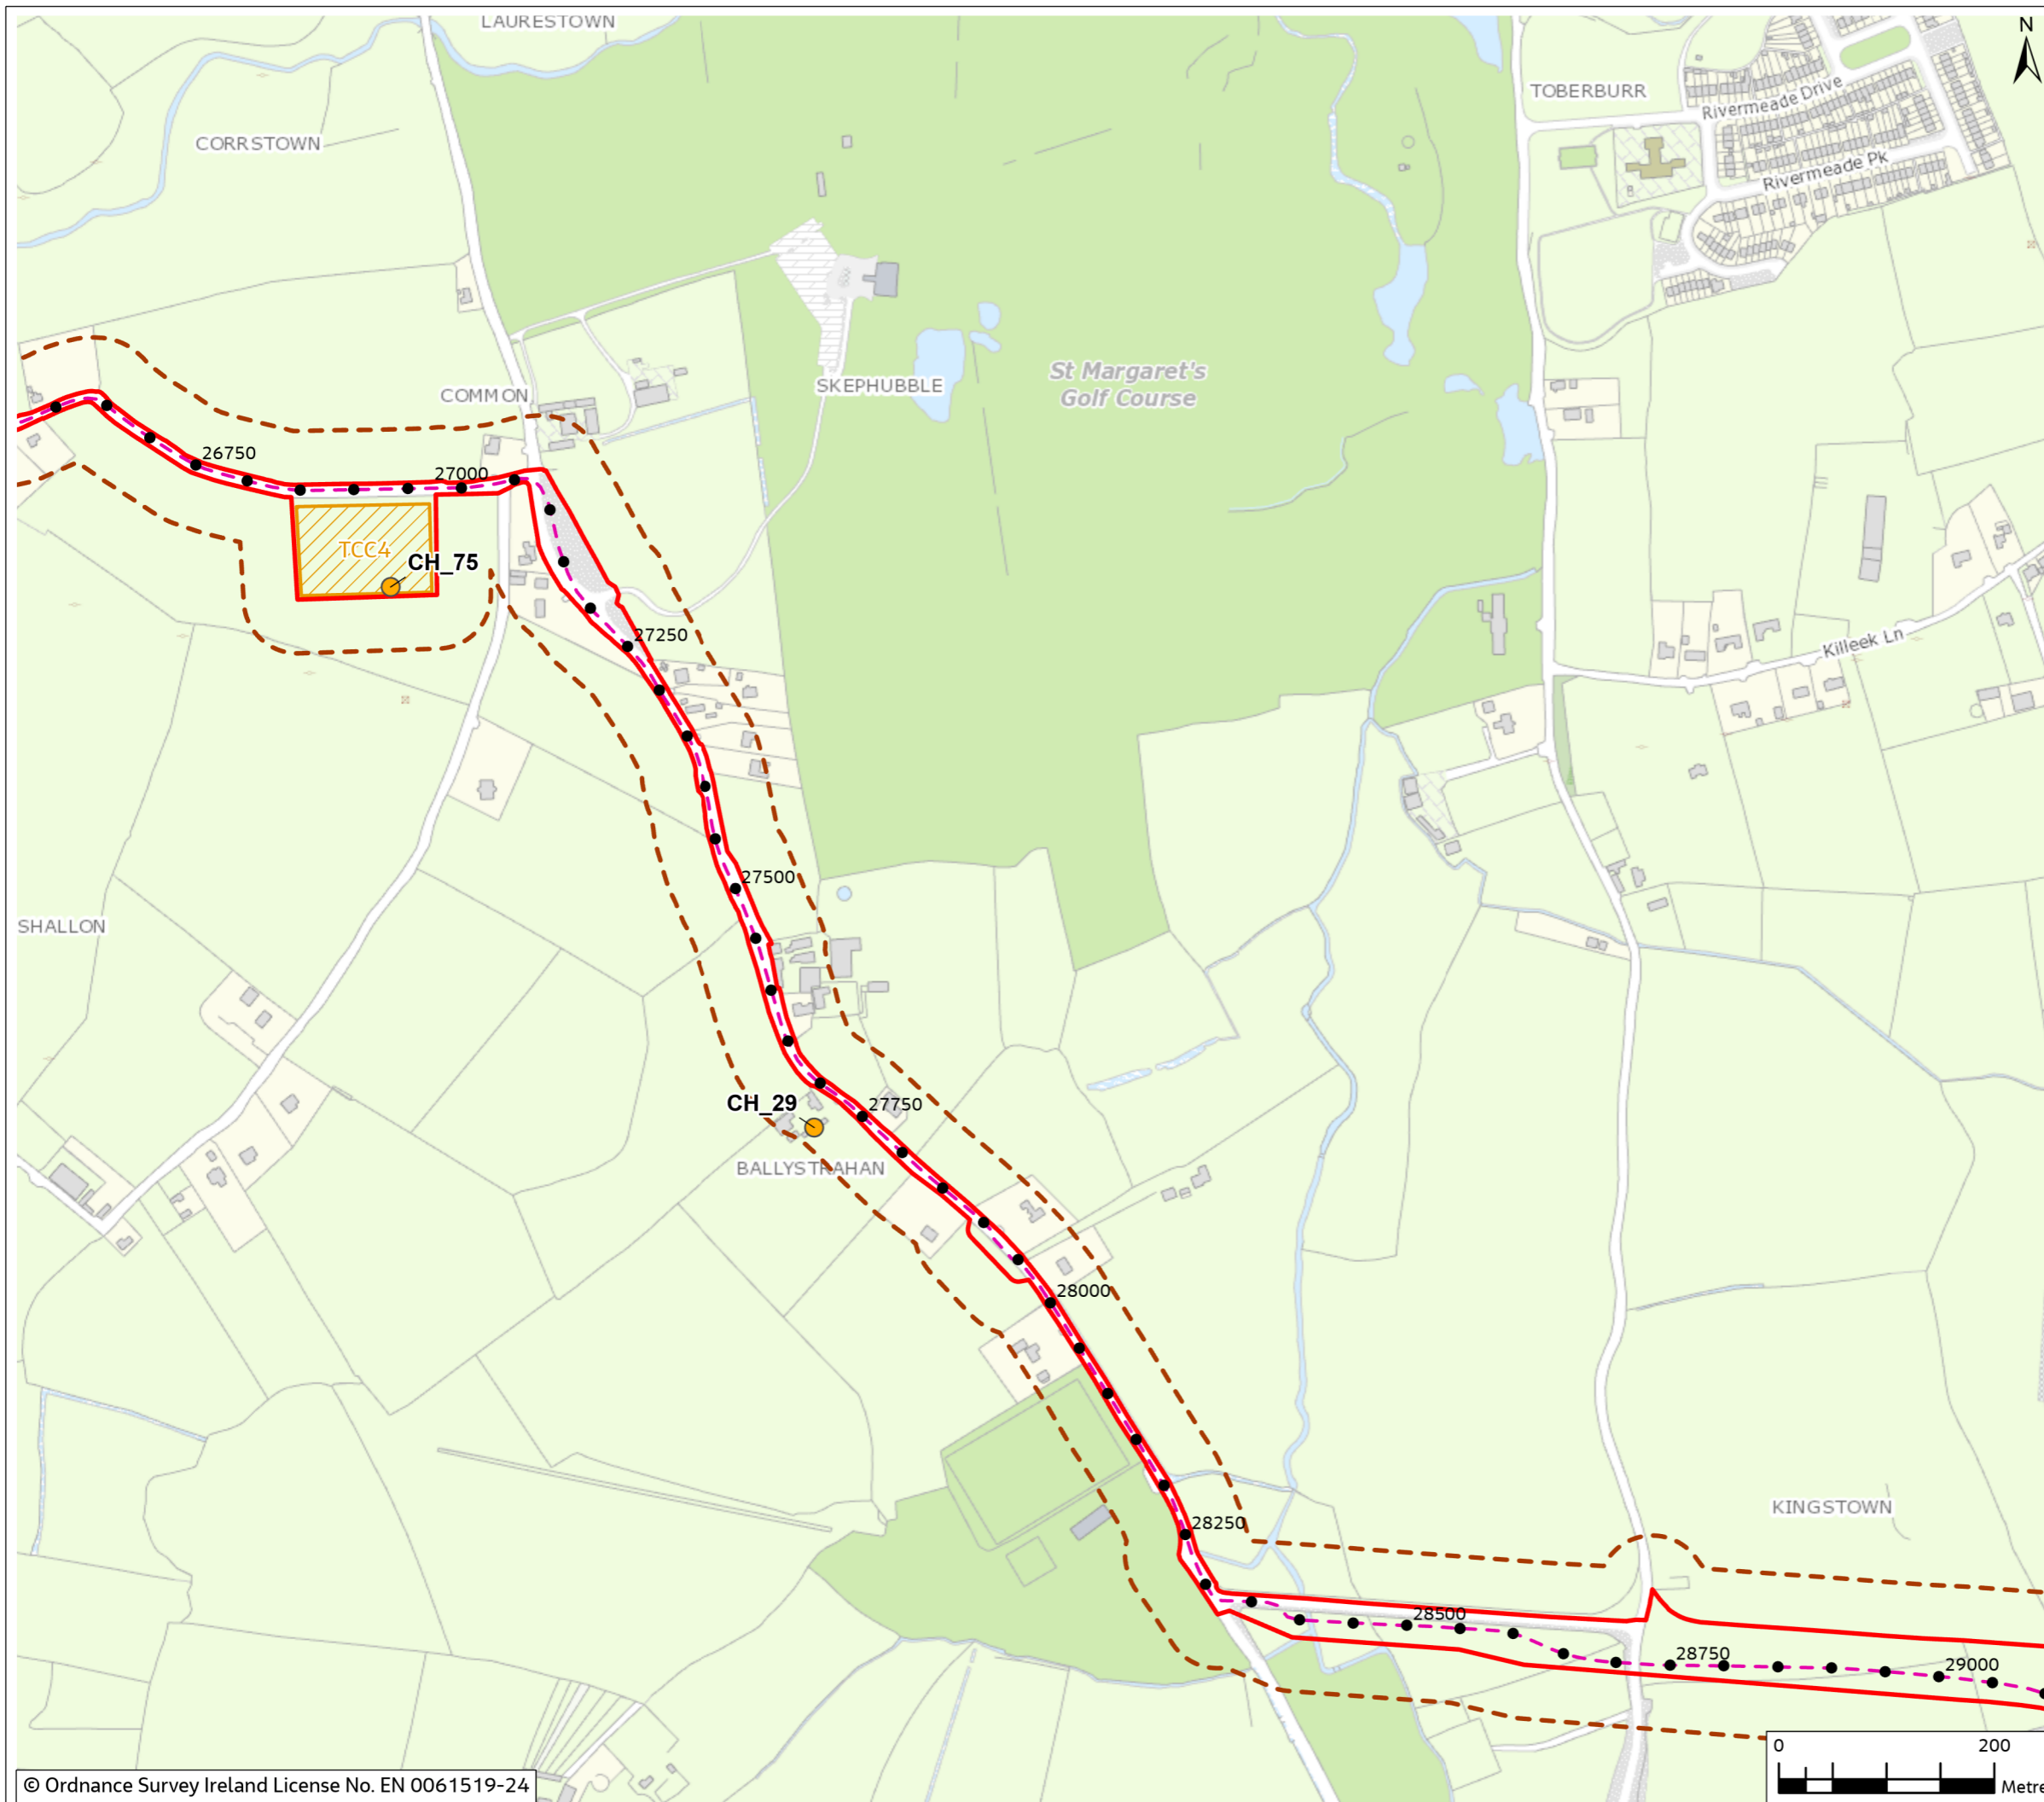 LAURESTOWN
N
TOBERBURR
Rivermeade Drive
CORRSTOWN
Rivermeade Pk
St Margaret's
Golf Course
SKEPHUBBLE
COMMON
26750
27000
TCC4
CH_75
27250
Killeek Ln
27500
SHALLON
CH_29
27750
BALLYSTRAHAN
28000
KINGSTOWN
28250
28500
28750
29000
0
200
Metre
© Ordnance Survey Ireland License No. EN 0061519-24